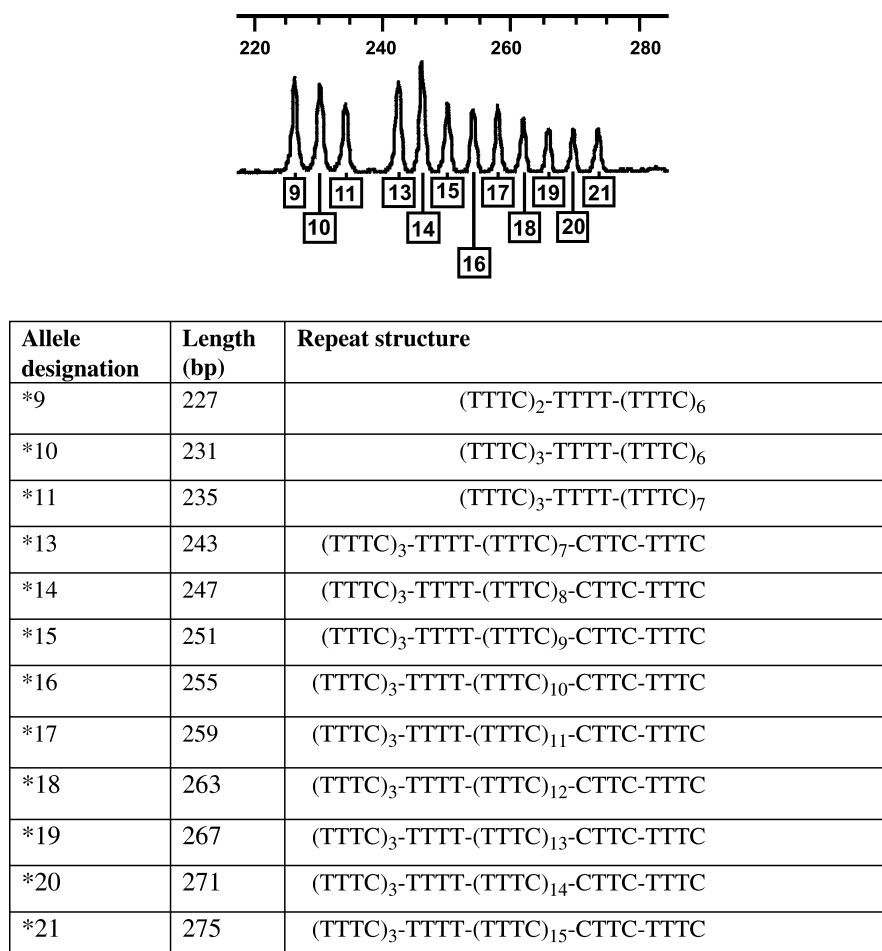 220 240 260 280
9 11 13 15 17 19 21
10 14 18 20
16
Allele designation Length (bp) Repeat structure
*9 227 (TTTC)₂-TTTT-(TTTC)₆
*10 231 (TTTC)₃-TTTT-(TTTC)₆
*11 235 (TTTC)₃-TTTT-(TTTC)₇
*13 243 (TTTC)₃-TTTT-(TTTC)₇-CTTC-TTTC
*14 247 (TTTC)₃-TTTT-(TTTC)₈-CTTC-TTTC
*15 251 (TTTC)₃-TTTT-(TTTC)₉-CTTC-TTTC
*16 255 (TTTC)₃-TTTT-(TTTC)₁₀-CTTC-TTTC
*17 259 (TTTC)₃-TTTT-(TTTC)₁₁-CTTC-TTTC
*18 263 (TTTC)₃-TTTT-(TTTC)₁₂-CTTC-TTTC
*19 267 (TTTC)₃-TTTT-(TTTC)₁₃-CTTC-TTTC
*20 271 (TTTC)₃-TTTT-(TTTC)₁₄-CTTC-TTTC
*21 275 (TTTC)₃-TTTT-(TTTC)₁₅-CTTC-TTTC